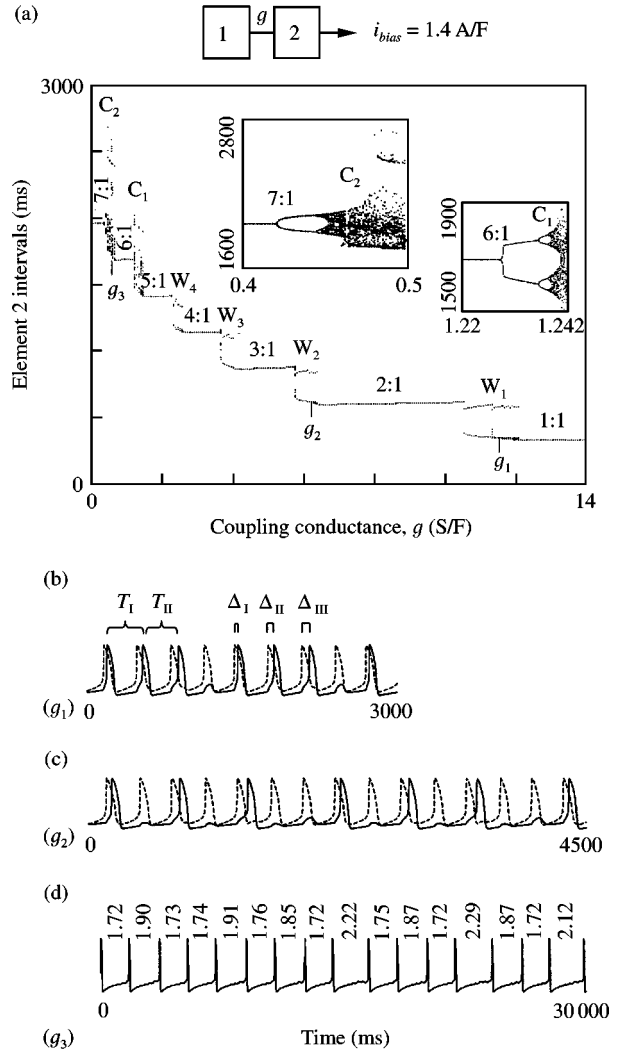 (a)
g
1
2
i_bias = 1.4 A/F
3000
C₂
7:1
C₁
6:1
g₃
5:1 W₄
4:1 W₃
3:1
W₂
g₂
2:1
W₁
g₁
1:1
2800
1600
7:1
C₂
0.4
0.5
1900
1500
6:1
C₁
1.22
1.242
Element 2 intervals (ms)
0
0
14
Coupling conductance, g (S/F)
(b)
T_I
T_II
Δ_I
Δ_II
Δ_III
(g₁)
0
3000
(c)
(g₂)
0
4500
(d)
1.72
1.90
1.73
1.74
1.91
1.76
1.85
1.72
2.22
1.75
1.87
1.72
2.29
1.87
1.72
2.12
0
30 000
(g₃)
Time (ms)